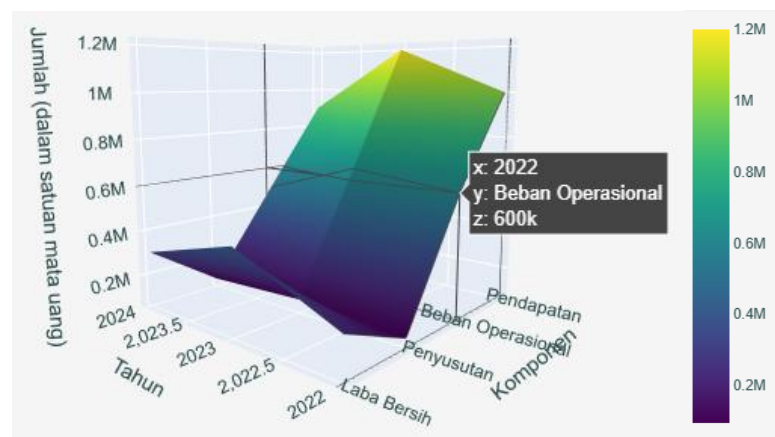 Jumlah (dalam satuan mata uang)
1.2M
1M
0.8M
0.6M
0.4M
0.2M
2024
2,023.5
2023
2,022.5
2022
Tahun
Laba Bersih
Penyusutan
Beban Operasional
Pendapatan
Komponen
x: 2022
y: Beban Operasional
z: 600k
1.2M
1M
0.8M
0.6M
0.4M
0.2M